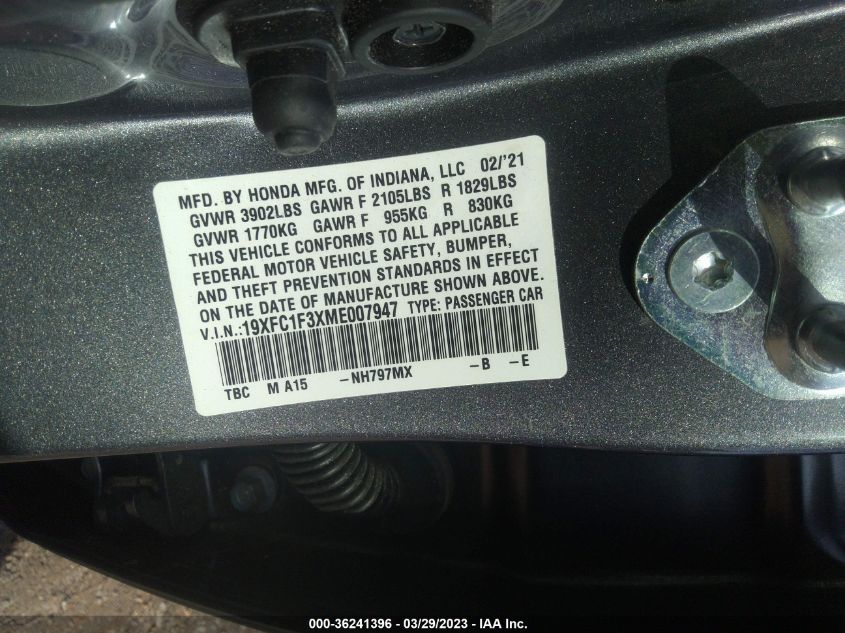 MFD. BY HONDA MFG. OF INDIANA, LLC 02/'21
GVWR 3902LBS GAWR F 2105LBS R 1829LBS
GVWR 1770KG GAWR F 955KG R 830KG
THIS VEHICLE CONFORMS TO ALL APPLICABLE
FEDERAL MOTOR VEHICLE SAFETY, BUMPER,
AND THEFT PREVENTION STANDARDS IN EFFECT
ON THE DATE OF MANUFACTURE SHOWN ABOVE.
V.I.N.:19XFC1F3XME007947 TYPE: PASSENGER CAR
TBC M A15 -NH797MX -B -E
000-36241396 - 03/29/2023 - IAA Inc.